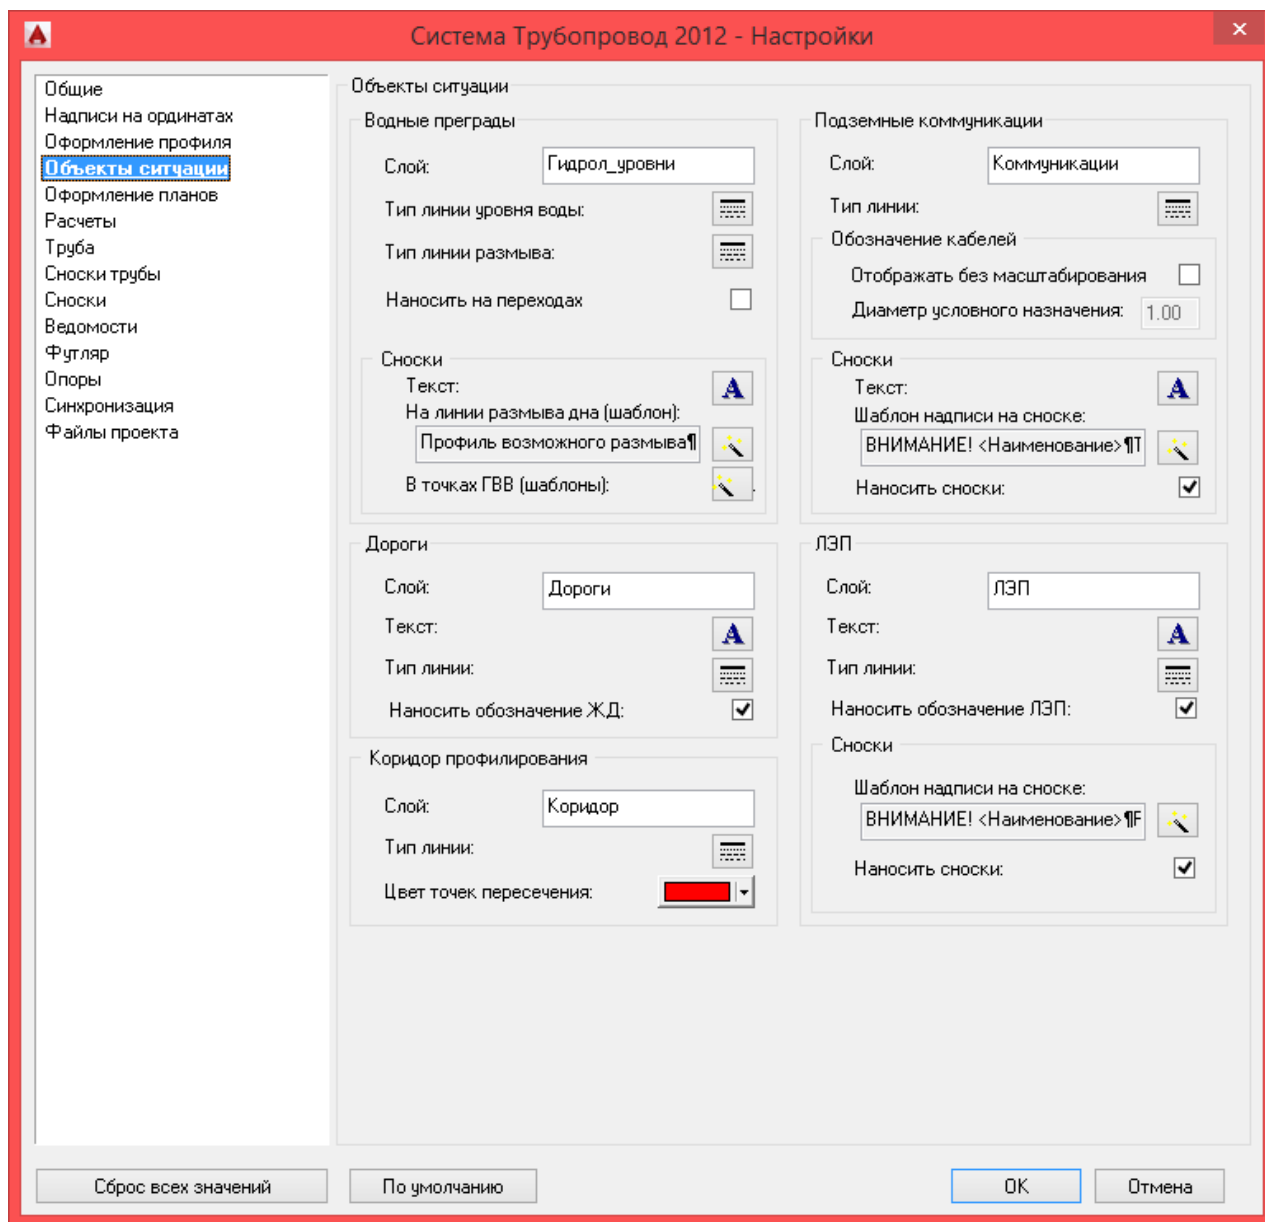 Система Трубопровод 2012 - Настройки
Общие
Надписи на ординатах
Оформление профиля
Объекты ситуации
Оформление планов
Расчеты
Труба
Сноски трубы
Сноски
Ведомости
Футляр
Опоры
Синхронизация
Файлы проекта
Объекты ситуации
Водные преграды
Слой: Гидрол_уровни
Тип линии уровня воды:
Тип линии размыва:
Наносить на переходах
Сноски
Текст: A
На линии размыва дна (шаблон):
Профиль возможного размыва¶
В точках ГВВ (шаблоны): .
Подземные коммуникации
Слой: Коммуникации
Тип линии:
Обозначение кабелей
Отображать без масштабирования
Диаметр условного назначения: 1.00
Сноски
Текст: A
Шаблон надписи на сноске:
ВНИМАНИЕ! <Наименование>¶Т
Наносить сноски:
Дороги
Слой: Дороги
Текст: A
Тип линии:
Наносить обозначение ЖД:
ЛЭП
Слой: ЛЭП
Текст: A
Тип линии:
Наносить обозначение ЛЭП:
Сноски
Шаблон надписи на сноске:
ВНИМАНИЕ! <Наименование>¶F
Наносить сноски:
Коридор профилирования
Слой: Коридор
Тип линии:
Цвет точек пересечения:
Сброс всех значений
По умолчанию
OK
Отмена